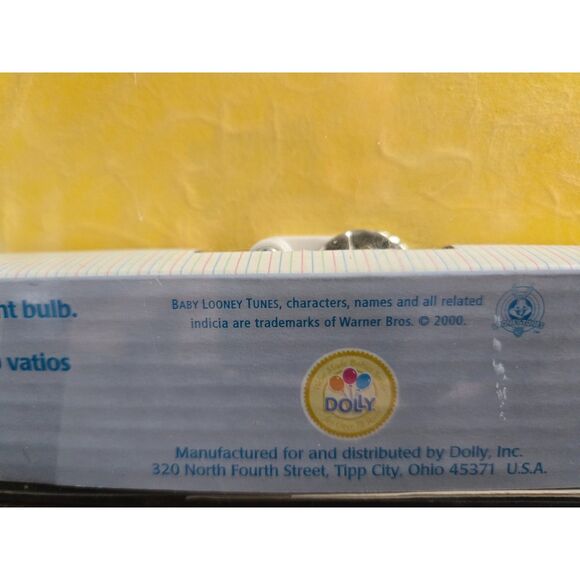 nt bulb.
vatios
BABY LOONEY TUNES, characters, names and all related
indicia are trademarks of Warner Bros. © 2000.
DOLLY
Manufactured for and distributed by Dolly, Inc.
320 North Fourth Street, Tipp City, Ohio 45371 U.S.A.